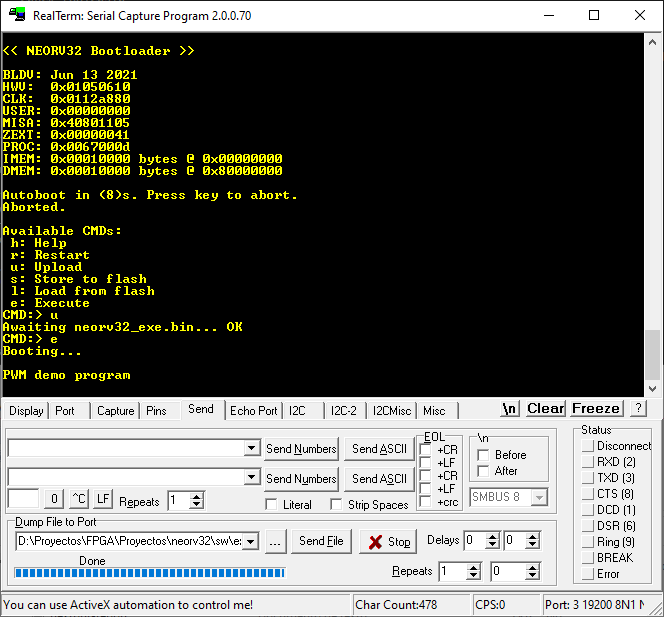 RealTerm: Serial Capture Program 2.0.0.70
<< NEORV32 Bootloader >>
BLDV: Jun 13 2021
HWV:  0x01050610
CLK:  0x0112a880
USER: 0x00000000
MISA: 0x40801105
ZEXT: 0x00000041
PROC: 0x0067000d
IMEM: 0x00010000 bytes @ 0x00000000
DMEM: 0x00010000 bytes @ 0x80000000
Autoboot in (8)s. Press key to abort.
Aborted.
Available CMDs:
h: Help
r: Restart
u: Upload
s: Store to flash
l: Load from flash
e: Execute
CMD:> u
Awaiting neorv32_exe.bin... OK
CMD:> e
Booting...
PWM demo program
Display Port Capture Pins Send Echo Port I2C I2C-2 I2CMisc Misc \n Clear Freeze ?
Send Numbers Send ASCII
EOL
+CR
+LF
+CR
+LF
+crc
\n
Before
After
Send Numbers Send ASCII
0 ^C LF Repeats 1 Literal Strip Spaces
SMBUS 8
Dump File to Port
D:\Proyectos\FPGA\Proyectos\neorv32\sw\e: ... Send File Stop Delays 0 0
Done
Repeats 1 0
Status
Disconnect
RXD (2)
TXD (3)
CTS (8)
DCD (1)
DSR (6)
Ring (9)
BREAK
Error
You can use ActiveX automation to control me! Char Count:478 CPS:0 Port: 3 19200 8N1 N